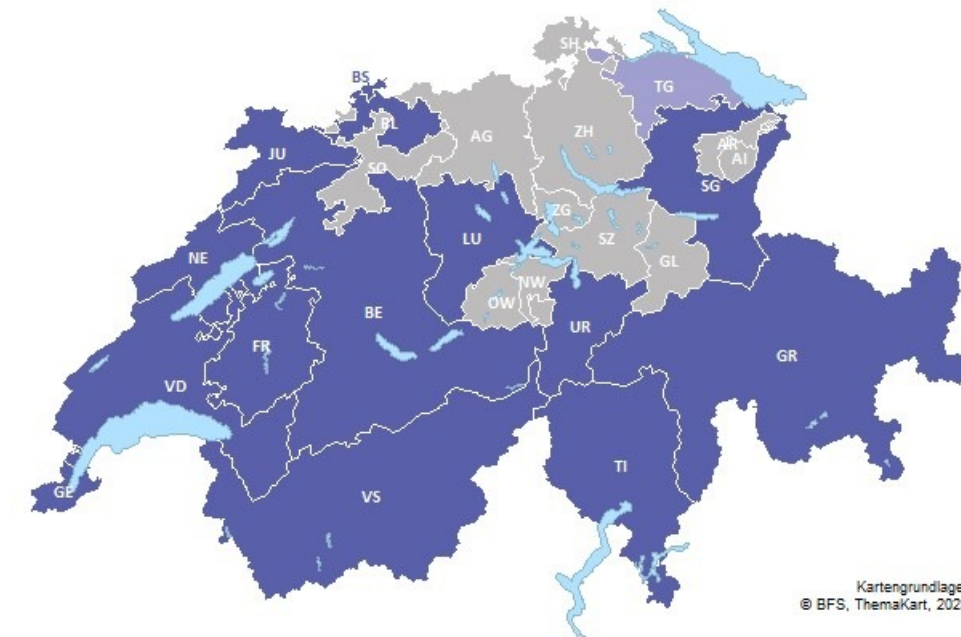 SH
TG
BS
BL
AG
ZH
AR
AI
JU
SO
SG
ZG
LU
SZ
NE
GL
NW
OW
BE
UR
FR
GR
VD
TI
GE
VS
Kartengrundlage
© BFS, ThemaKart, 202